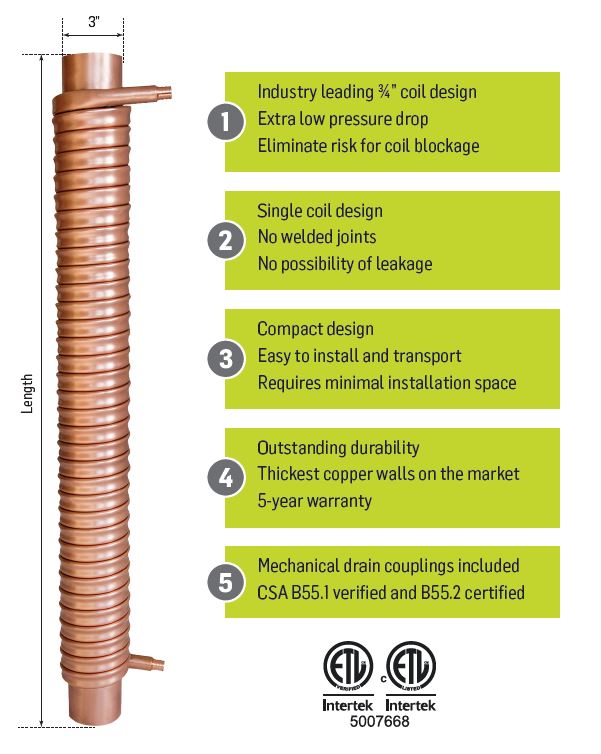 3"
Length
1
Industry leading ¾" coil design
Extra low pressure drop
Eliminate risk for coil blockage
2
Single coil design
No welded joints
No possibility of leakage
3
Compact design
Easy to install and transport
Requires minimal installation space
4
Outstanding durability
Thickest copper walls on the market
5-year warranty
5
Mechanical drain couplings included
CSA B55.1 verified and B55.2 certified
ETL c ETL
VERIFIED LISTED
Intertek Intertek
5007668